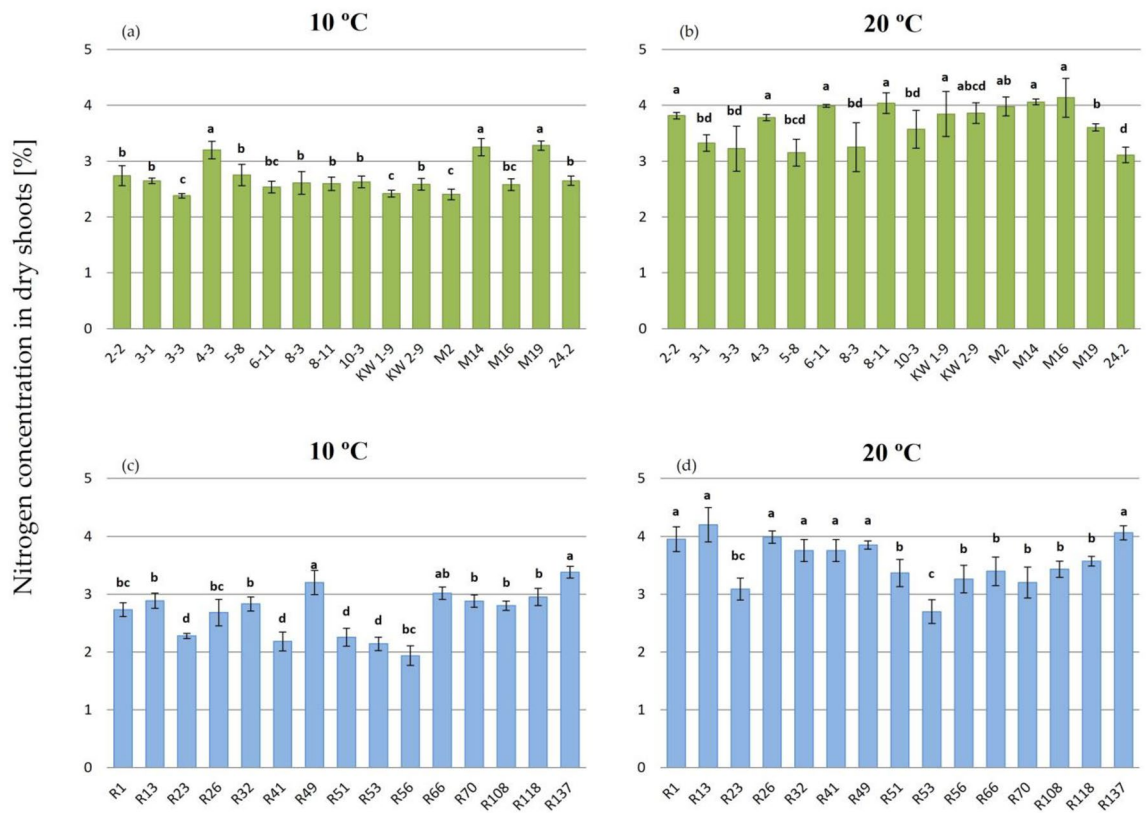 10 ºC
20 ºC
Nitrogen concentration in dry shoots [%]
(a)
5
4
3
2
1
0
b b c a b bc b b b c b c a bc a b
2-2 3-1 3-3 4-3 5-8 6-11 8-3 8-11 10-3 KW 1-9 KW 2-9 M2 M14 M16 M19 24.2
(b)
5
4
3
2
1
0
a bd bd a bcd a bd a bd a abcd ab a a b d
2-2 3-1 3-3 4-3 5-8 6-11 8-3 8-11 10-3 KW 1-9 KW 2-9 M2 M14 M16 M19 24.2
10 ºC
20 ºC
(c)
5
4
3
2
1
0
bc b d bc b d a d d bc ab b b b a
R1 R13 R23 R26 R32 R41 R49 R51 R53 R56 R66 R70 R108 R118 R137
(d)
5
4
3
2
1
0
a a bc a a a a b c b b b b b a
R1 R13 R23 R26 R32 R41 R49 R51 R53 R56 R66 R70 R108 R118 R137